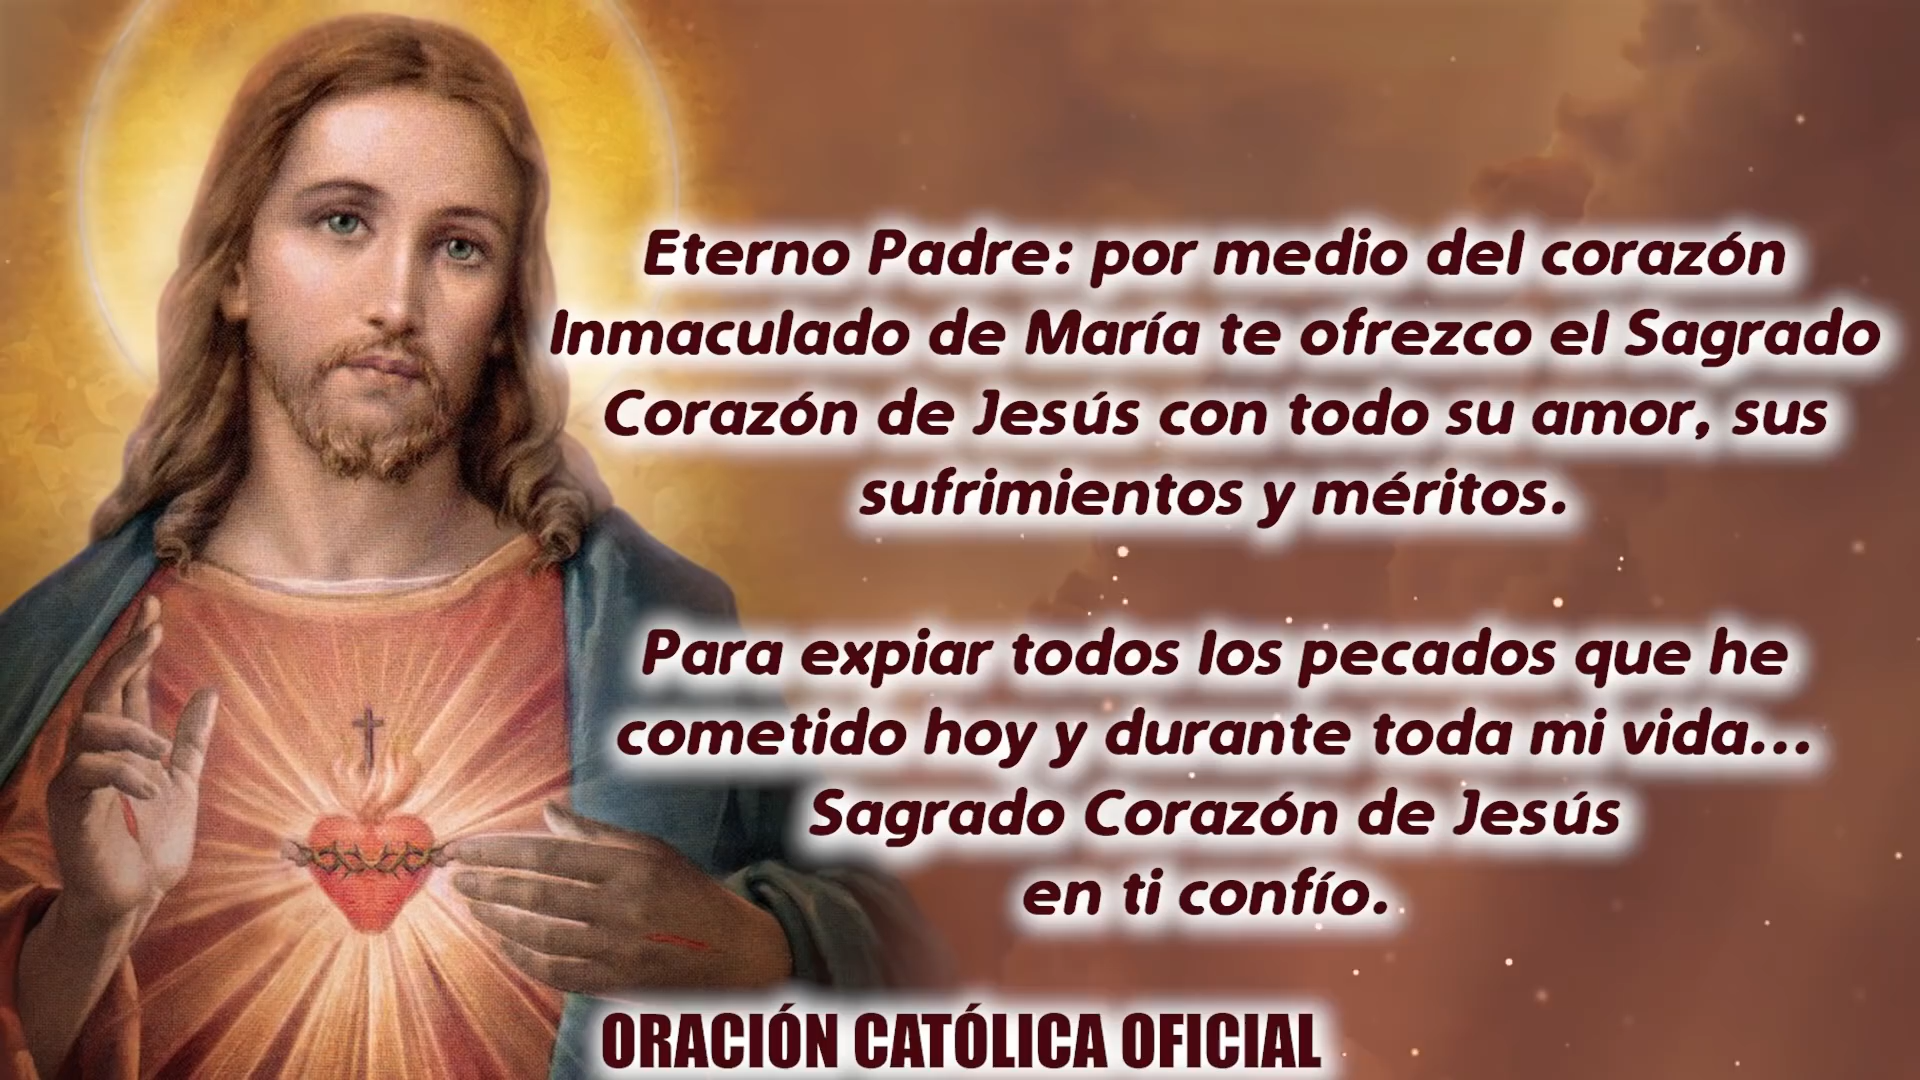 Eterno Padre: por medio del corazón
Inmaculado de María te ofrezco el Sagrado
Corazón de Jesús con todo su amor, sus
sufrimientos y méritos.
Para expiar todos los pecados que he
cometido hoy y durante toda mi vida...
Sagrado Corazón de Jesús
en ti confío.
ORACIÓN CATÓLICA OFICIAL